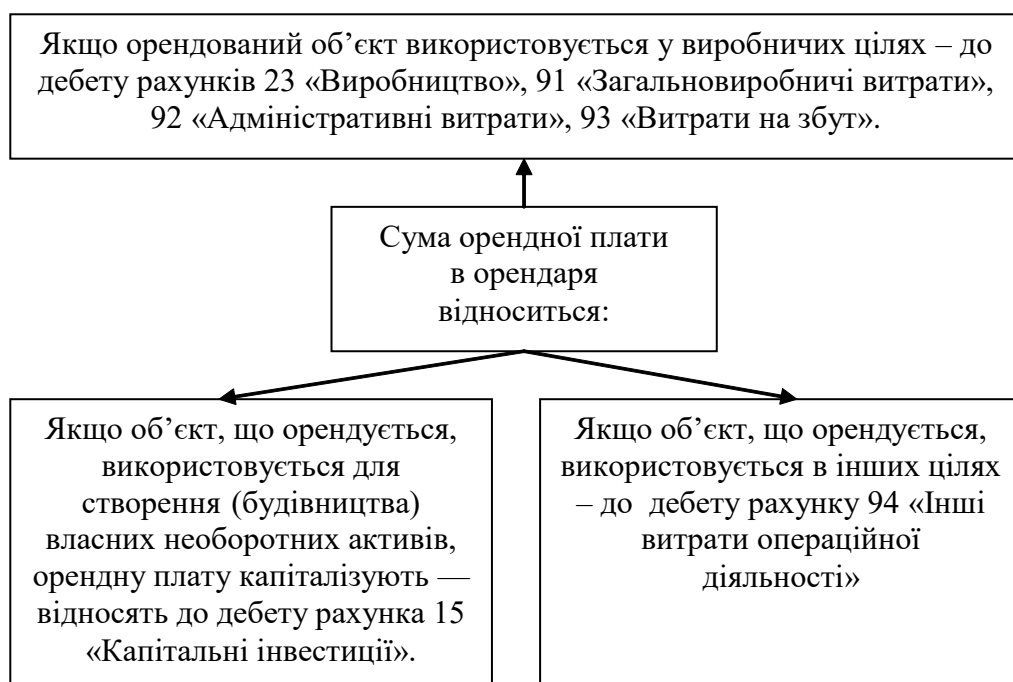 Якщо орендований об’єкт використовується у виробничих цілях – до
дебету рахунків 23 «Виробництво», 91 «Загальновиробничі витрати»,
92 «Адміністративні витрати», 93 «Витрати на збут».
Сума орендної плати
в орендаря
відноситься:
Якщо об’єкт, що орендується,
використовується для
створення (будівництва)
власних необоротних активів,
орендну плату капіталізують —
відносять до дебету рахунка 15
«Капітальні інвестиції».
Якщо об’єкт, що орендується,
використовується в інших цілях
– до дебету рахунку 94 «Інші
витрати операційної
діяльності»